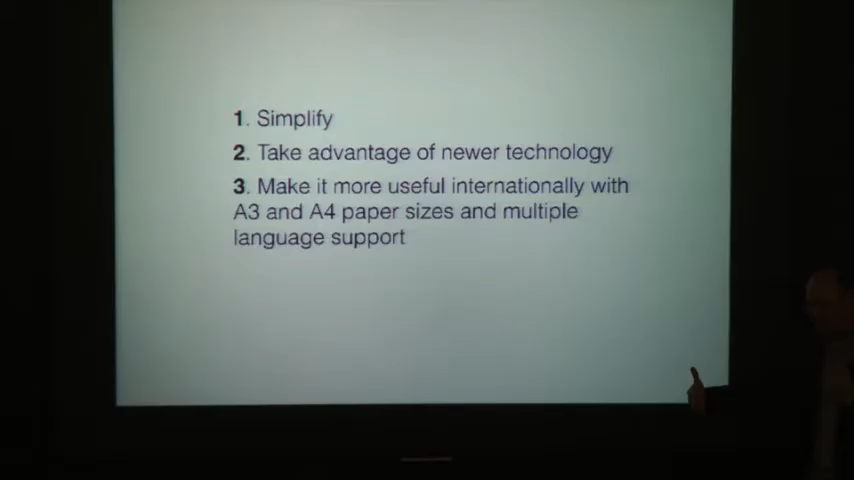 1. Simplify
2. Take advantage of newer technology
3. Make it more useful internationally with
A3 and A4 paper sizes and multiple
language support